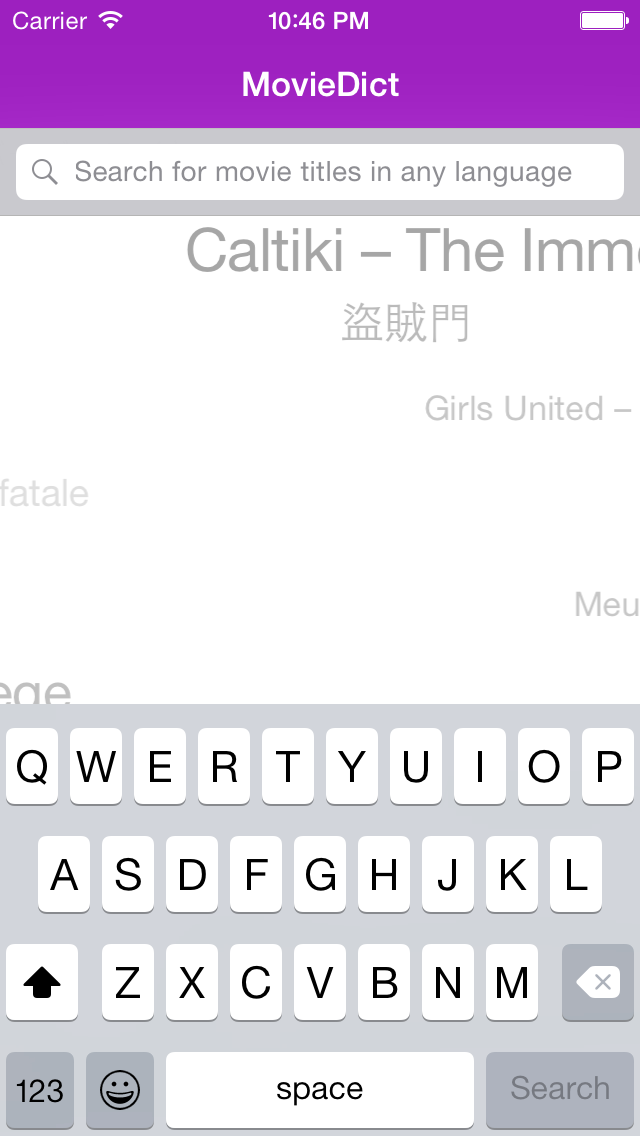 Carrier 10:46 PM
MovieDict
Search for movie titles in any language
Caltiki – The Imm
盜賊門
Girls United –
fatale
Meu
ege
Q W E R T Y U I O P
A S D F G H J K L
Z X C V B N M
123 space Search